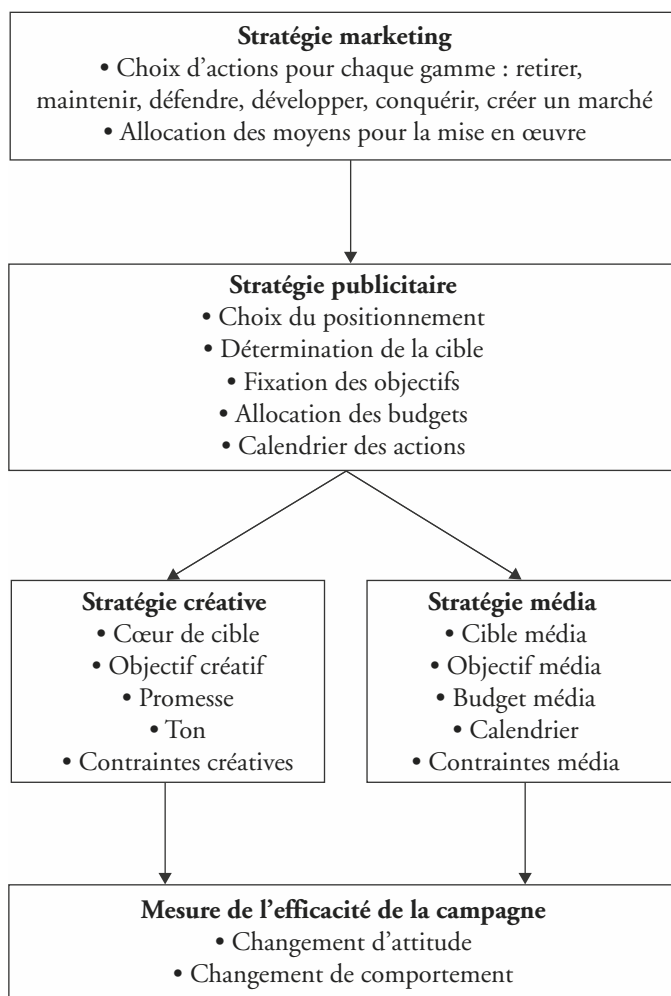 Stratégie marketing
• Choix d’actions pour chaque gamme : retirer,
maintenir, défendre, développer, conquérir, créer un marché
• Allocation des moyens pour la mise en œuvre
Stratégie publicitaire
• Choix du positionnement
• Détermination de la cible
• Fixation des objectifs
• Allocation des budgets
• Calendrier des actions
Stratégie créative
• Cœur de cible
• Objectif créatif
• Promesse
• Ton
• Contraintes créatives
Stratégie média
• Cible média
• Objectif média
• Budget média
• Calendrier
• Contraintes média
Mesure de l’efficacité de la campagne
• Changement d’attitude
• Changement de comportement